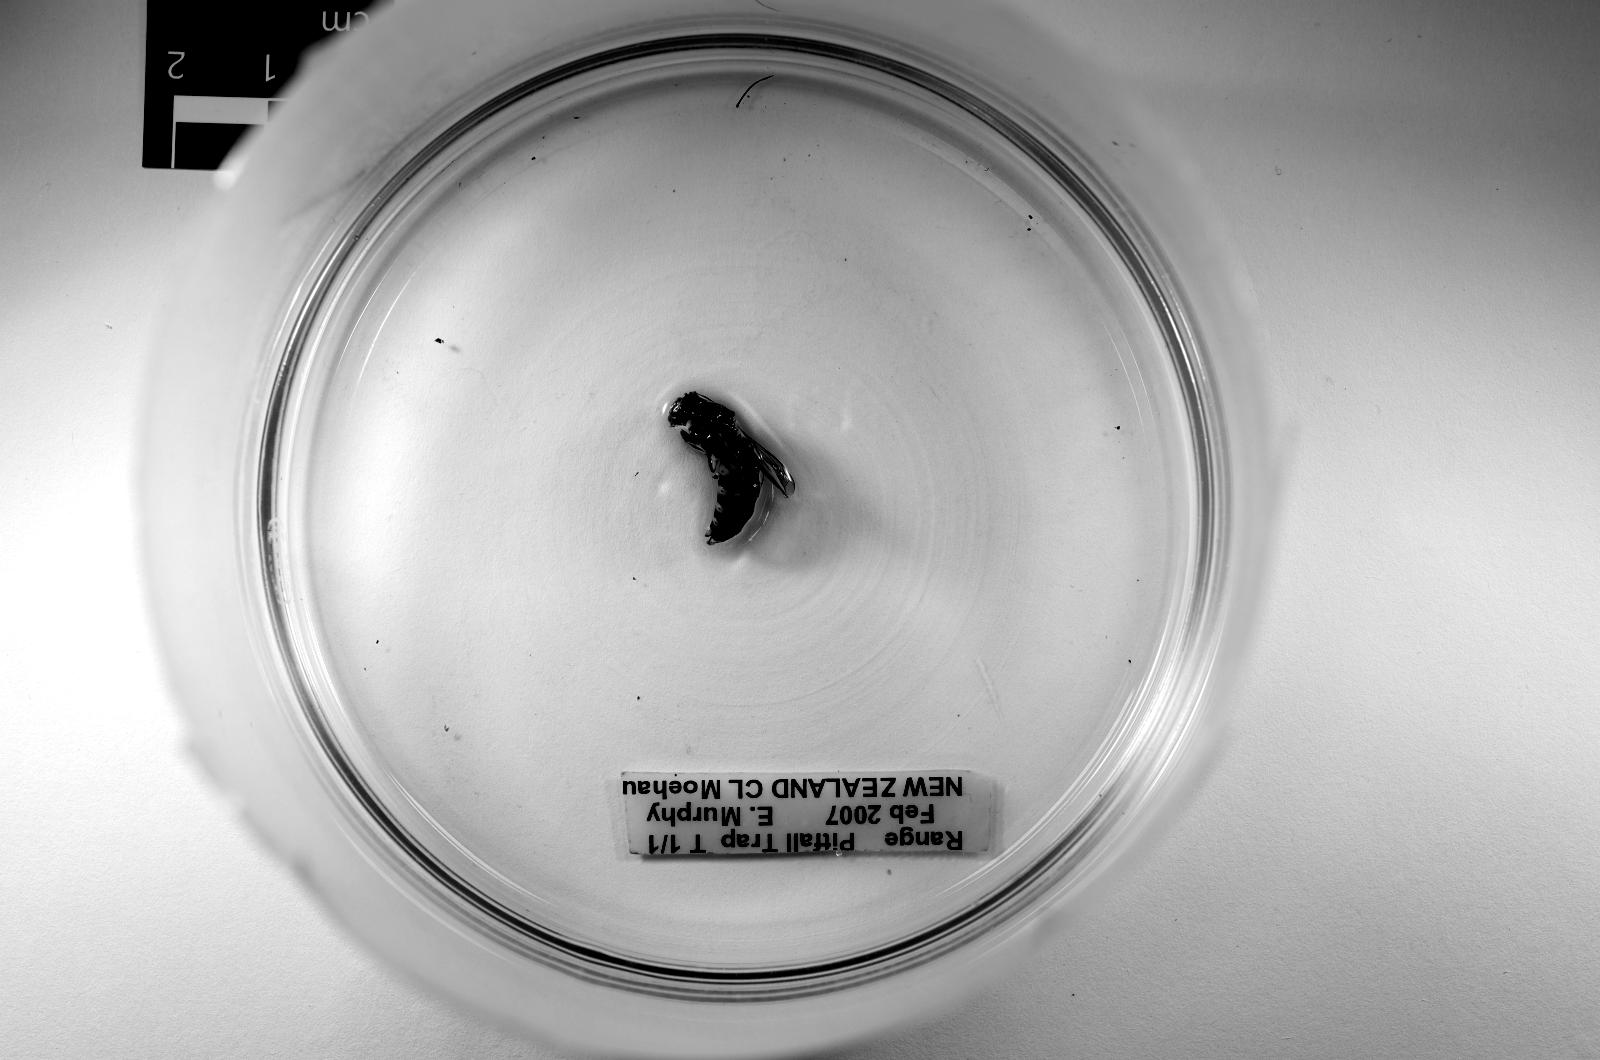 NEW ZEALAND CL Moehau
Feb 2007 E. Murphy
Range Pitfall Trap T 1/1
cm
1 2